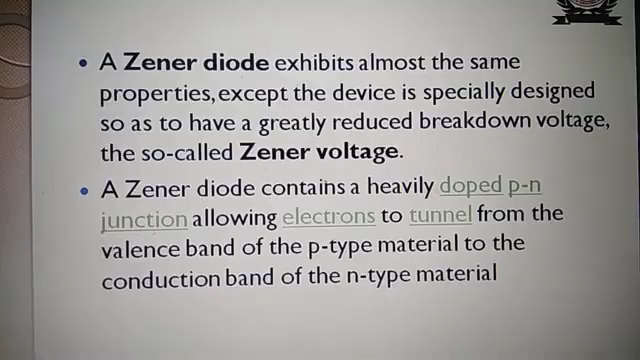 • A Zener diode exhibits almost the same
properties, except the device is specially designed
so as to have a greatly reduced breakdown voltage,
the so-called Zener voltage.
• A Zener diode contains a heavily doped p-n
junction allowing electrons to tunnel from the
valence band of the p-type material to the
conduction band of the n-type material